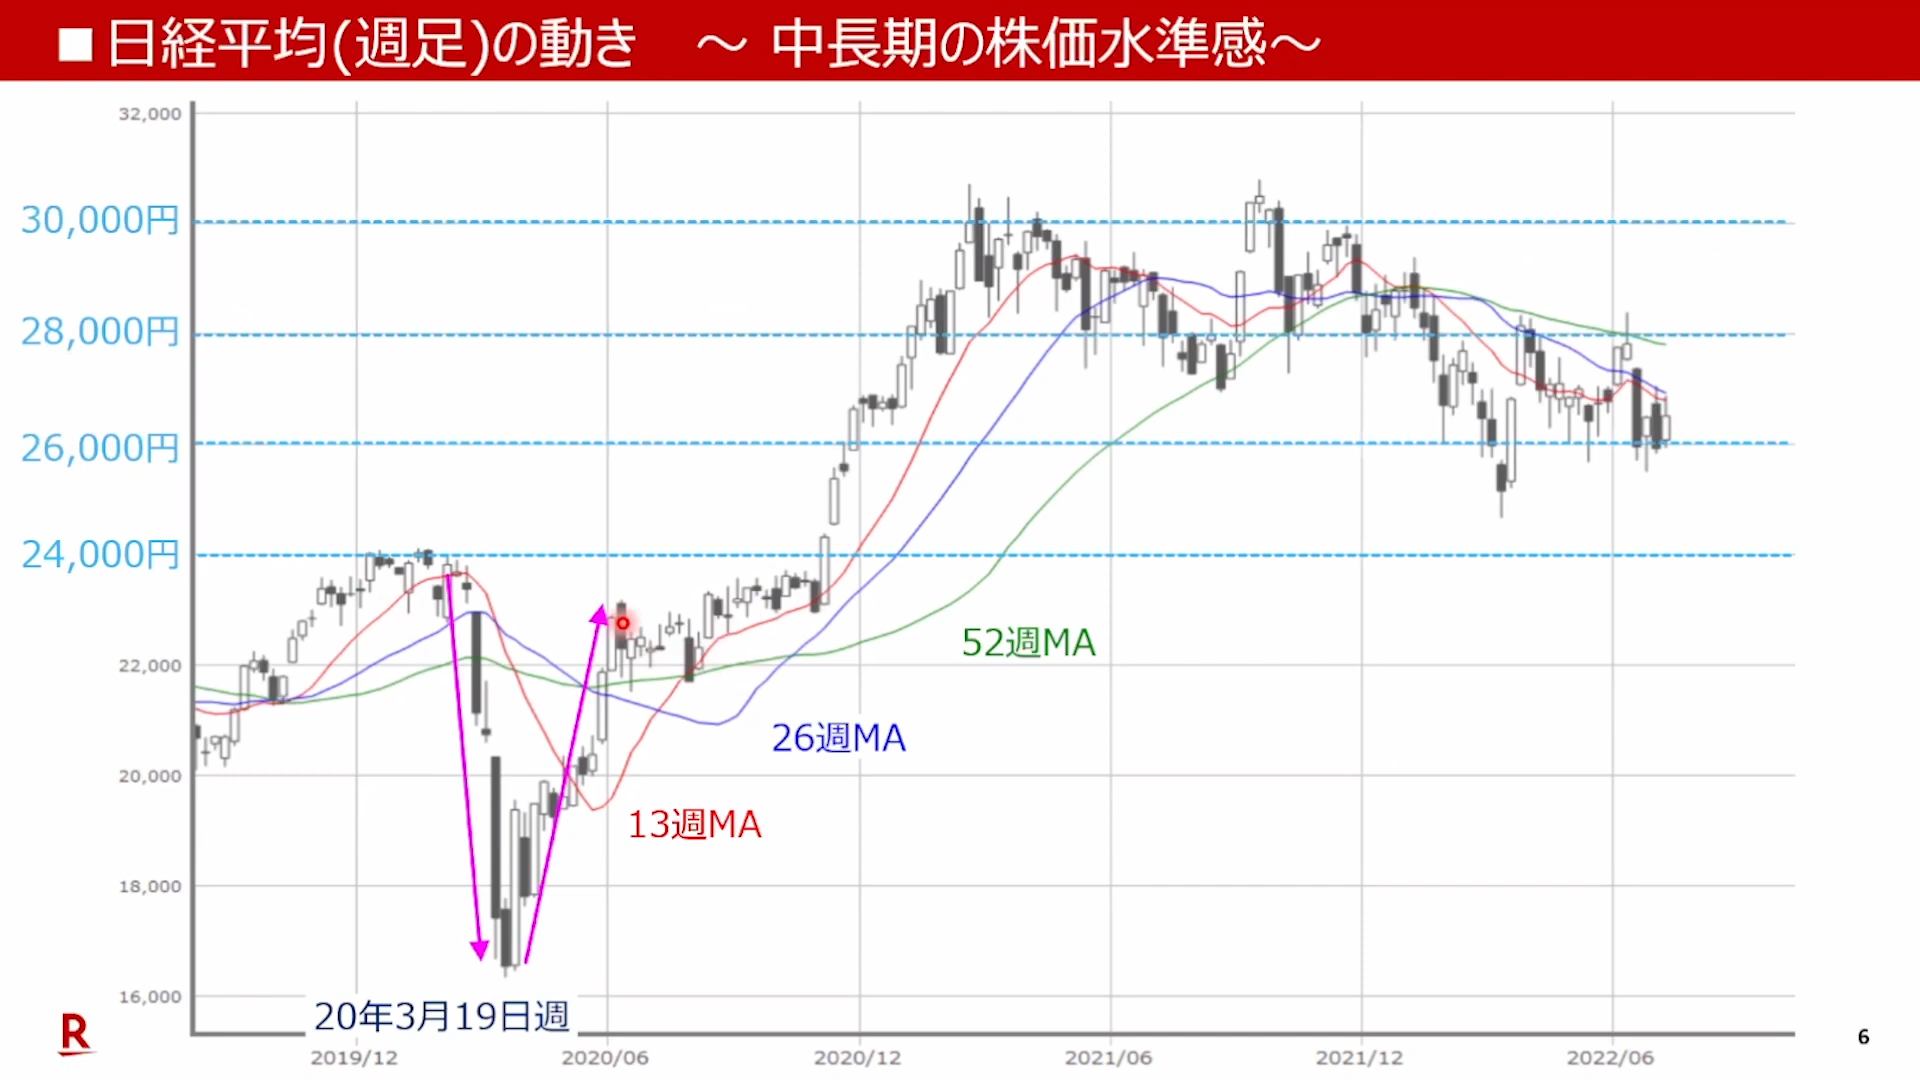 ■日経平均(週足)の動き　～ 中長期の株価水準感～
32,000
30,000円
28,000円
26,000円
24,000円
22,000
20,000
18,000
16,000
52週MA
26週MA
13週MA
20年3月19日週
2019/12 2020/06 2020/12 2021/06 2021/12 2022/06
R
6